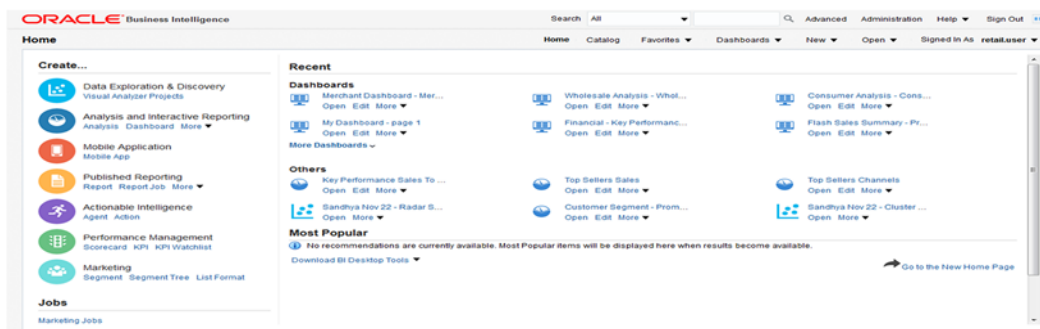 ORACLE Business Intelligence
Search All Advanced Administration Help Sign Out
Home
Home Catalog Favorites Dashboards New Open Signed In As retail.user
Create...
Data Exploration & Discovery
Visual Analyzer Projects
Analysis and Interactive Reporting
Analysis Dashboard More
Mobile Application
Mobile App
Published Reporting
Report Report Job More
Actionable Intelligence
Agent Action
Performance Management
Scorecard KPI KPI Watchlist
Marketing
Segment Segment Tree List Format
Jobs
Marketing Jobs
Recent
Dashboards
Merchant Dashboard - Mer...
Open Edit More
Wholesale Analysis - Whol...
Open Edit More
Consumer Analysis - Cons...
Open Edit More
My Dashboard - page 1
Open Edit More
Financial - Key Performanc...
Open Edit More
Flash Sales Summary - Pr...
Open Edit More
More Dashboards
Others
Key Performance Sales To ...
Open Edit More
Top Sellers Sales
Open Edit More
Top Sellers Channels
Open Edit More
Sandhya Nov 22 - Radar S...
Open More
Customer Segment - Prom...
Open Edit More
Sandhya Nov 22 - Cluster ...
Open More
Most Popular
No recommendations are currently available. Most Popular items will be displayed here when results become available.
Download BI Desktop Tools
Go to the New Home Page